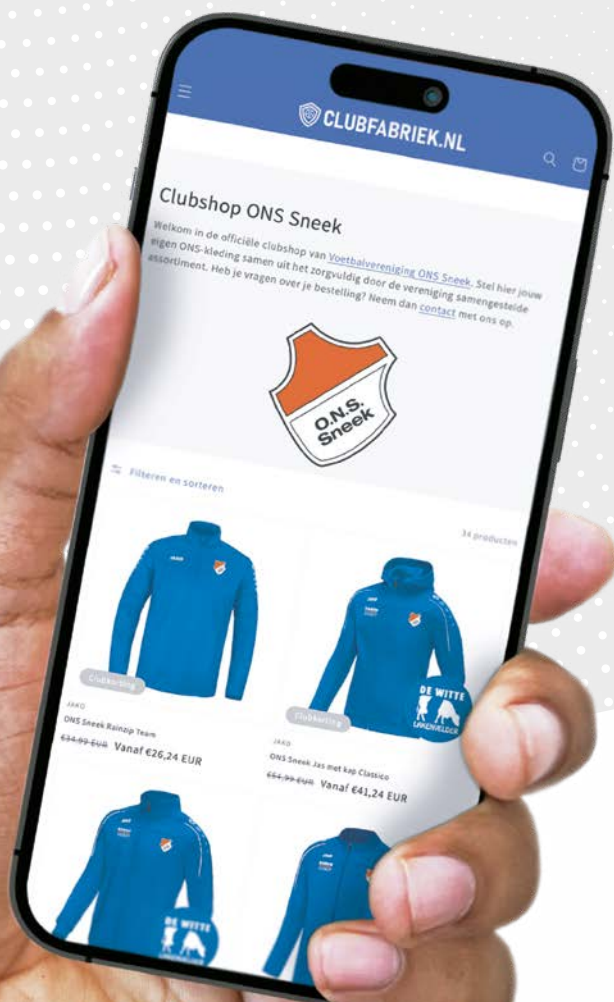 CLUBFABRIEK.NL
Clubshop ONS Sneek
Welkom in de officiële clubshop van Voetbalvereniging ONS Sneek. Stel hier jouw
eigen ONS-kleding samen uit het zorgvuldig door de vereniging samengestelde
assortiment. Heb je vragen over je bestelling? Neem dan contact met ons op.
O.N.S.
Sneek
Filteren en sorteren
34 producten
JAKO
DE WITTE
LAKENVELDER
Clubkorting
Clubkorting
JAKO
ONS Sneek Rainzip Team
€34,99 EUR Vanaf €26,24 EUR
JAKO
ONS Sneek Jas met kap Classico
€54,99 EUR Vanaf €41,24 EUR
DE WITTE